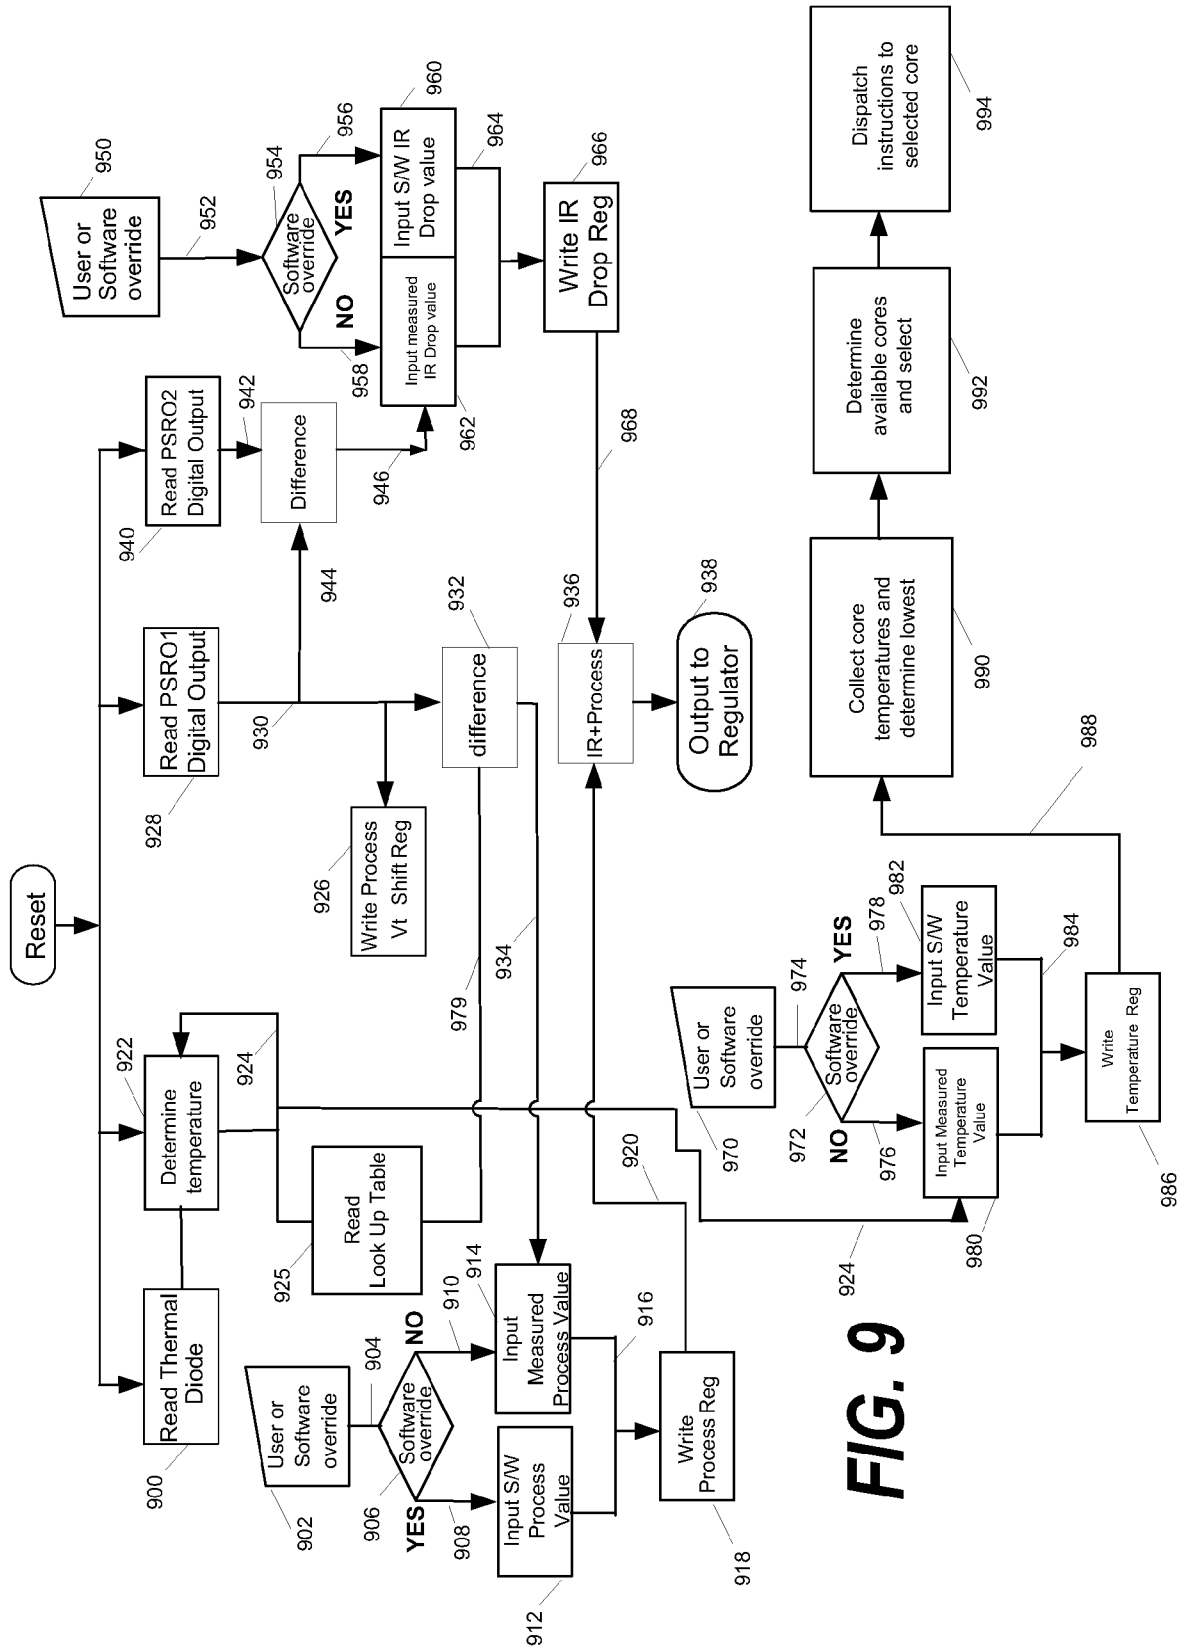 Reset
900
Read Thermal
Diode
922
Determine
temperature
924
928
Read PSRO1
Digital Output
930
940
Read PSRO2
Digital Output
942
944
Difference
946
950
User or
Software
override
952
954
Software
override
NO
YES
958
956
960
Input measured
IR Drop value
Input S/W IR
Drop value
962
964
966
Write IR
Drop Reg
968
925
Read
Look Up Table
926
Write Process
Vt Shift Reg
932
difference
979
934
936
IR+Process
938
Output to
Regulator
902
User or
Software
override
904
906
Software
override
YES
NO
908
910
912
Input S/W
Process
Value
914
Input
Measured
Process Value
916
918
Write
Process Reg
920
924
970
User or
Software
override
974
972
Software
override
NO
YES
976
978
980
Input Measured
Temperature
Value
982
Input S/W
Temperature
Value
984
986
Write
Temperature Reg
988
990
Collect core
temperatures and
determine lowest
992
Determine
available cores
and select
994
Dispatch
instructions to
selected core
FIG. 9